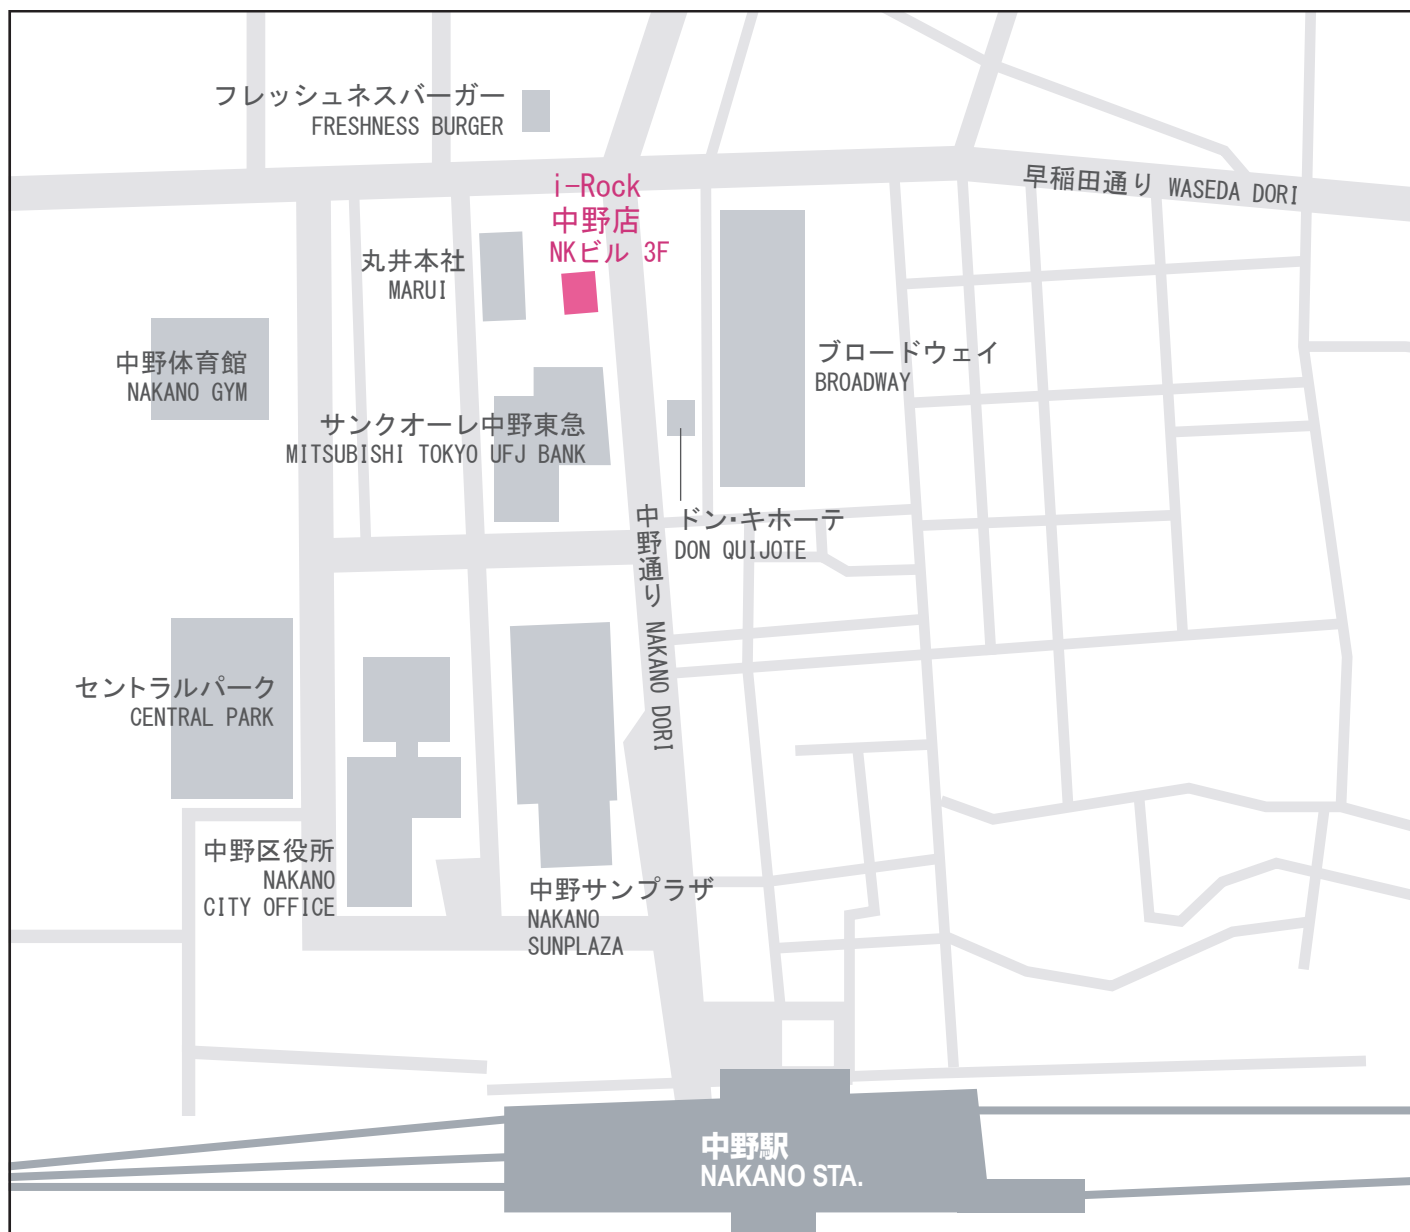 フレッシュネスバーガー
FRESHNESS BURGER
早稲田通り WASEDA DORI
i-Rock
中野店
NKビル 3F
丸井本社
MARUI
中野体育館
NAKANO GYM
ブロードウェイ
BROADWAY
サンクオーレ中野東急
MITSUBISHI TOKYO UFJ BANK
ドン・キホーテ
DON QUIJOTE
中野通り NAKANO DORI
セントラルパーク
CENTRAL PARK
中野区役所
NAKANO
CITY OFFICE
中野サンプラザ
NAKANO
SUNPLAZA
中野駅
NAKANO STA.